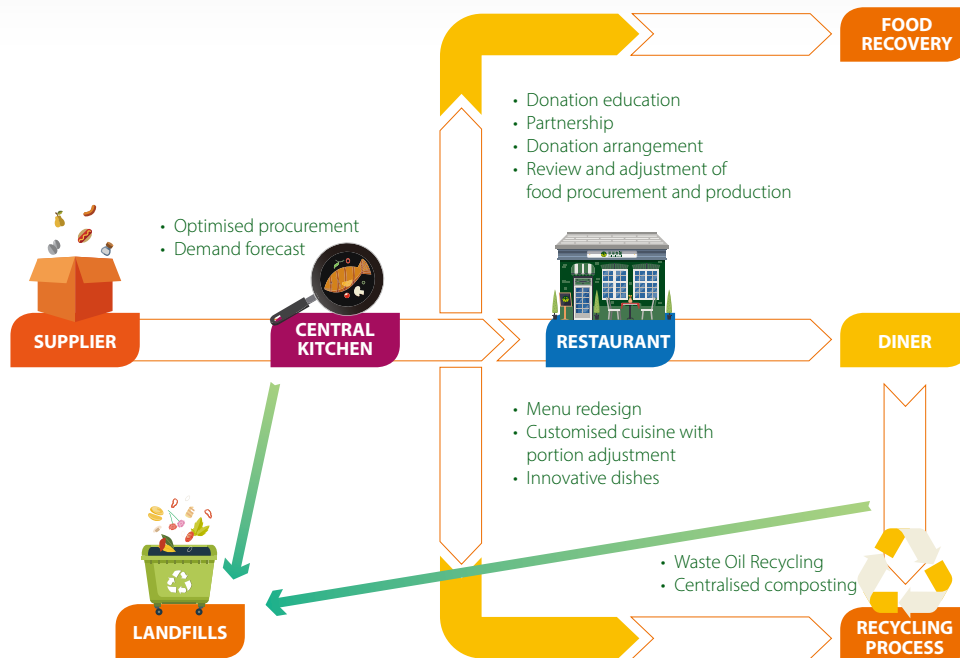 FOOD
RECOVERY
• Donation education
• Partnership
• Donation arrangement
• Review and adjustment of
food procurement and production
• Optimised procurement
• Demand forecast
SUPPLIER
CENTRAL
KITCHEN
RESTAURANT
DINER
• Menu redesign
• Customised cuisine with
portion adjustment
• Innovative dishes
• Waste Oil Recycling
• Centralised composting
LANDFILLS
RECYCLING
PROCESS